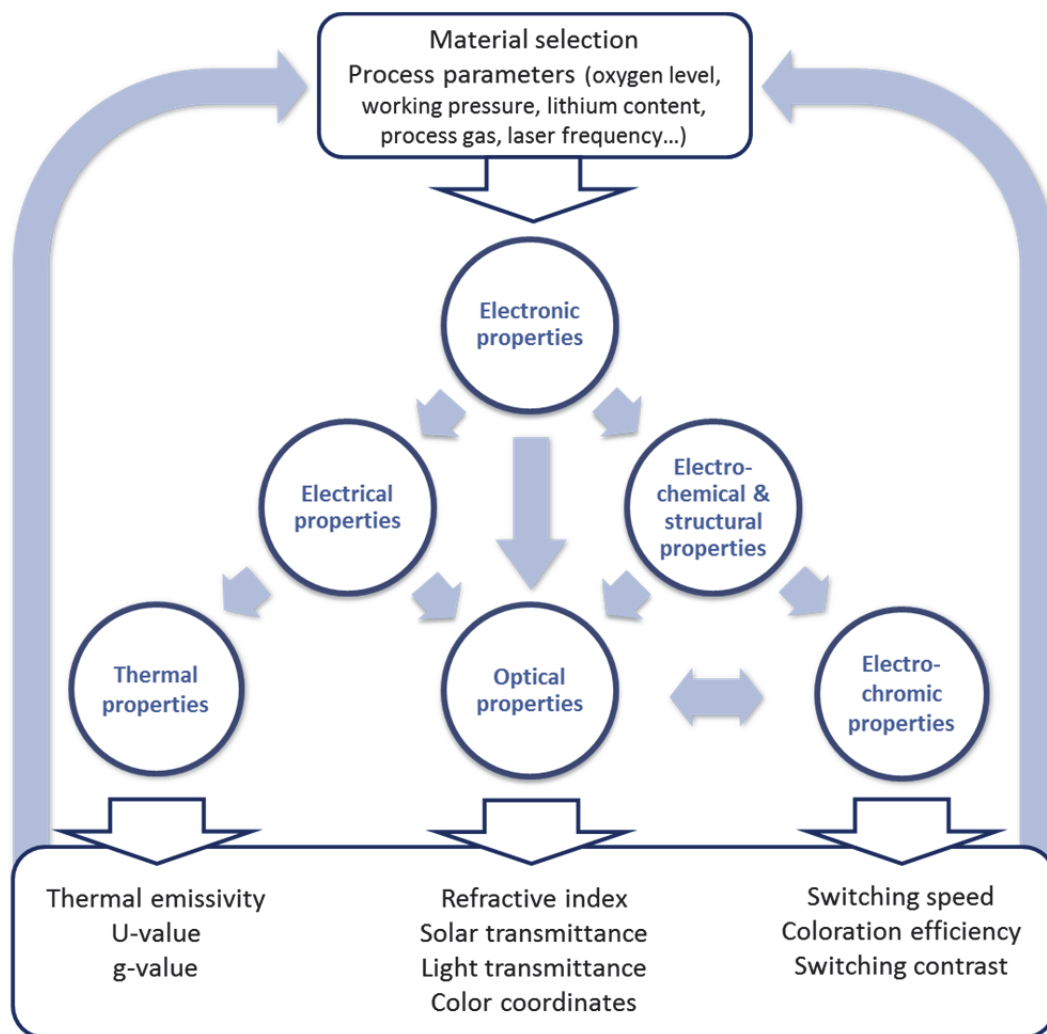 Material selection
Process parameters (oxygen level,
working pressure, lithium content,
process gas, laser frequency...)
Electronic
properties
Electrical
properties
Electro-
chemical &
structural
properties
Thermal
properties
Optical
properties
Electro-
chromic
properties
Thermal emissivity
U-value
g-value
Refractive index
Solar transmittance
Light transmittance
Color coordinates
Switching speed
Coloration efficiency
Switching contrast